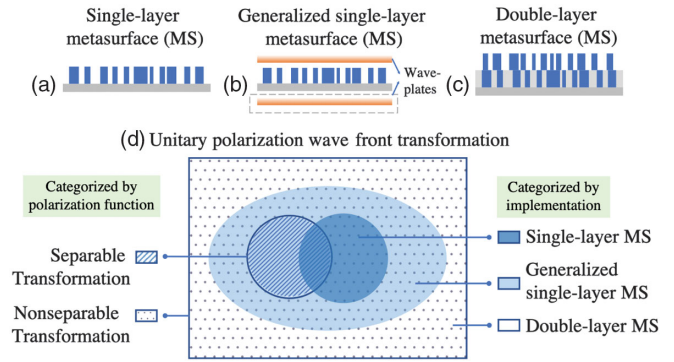 Single-layer
metasurface (MS)
Generalized single-layer
metasurface (MS)
Double-layer
metasurface (MS)
(a)
(b)
Wave-
plates
(c)
(d) Unitary polarization wave front transformation
Categorized by
polarization function
Separable
Transformation
Nonseparable
Transformation
Categorized by
implementation
Single-layer MS
Generalized
single-layer MS
Double-layer MS